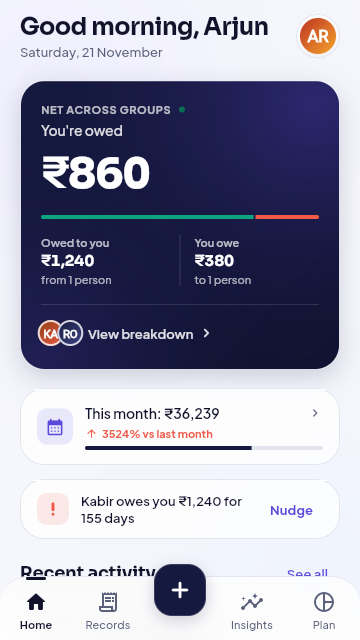 Good morning, Arjun
Saturday, 21 November
AR
NET ACROSS GROUPS
You're owed
₹860
Owed to you
₹1,240
from 1 person
You owe
₹380
to 1 person
KA RO View breakdown
This month: ₹36,239
↑ 3524% vs last month
Kabir owes you ₹1,240 for
155 days
Nudge
Recent activity
See all
Home
Records
Insights
Plan